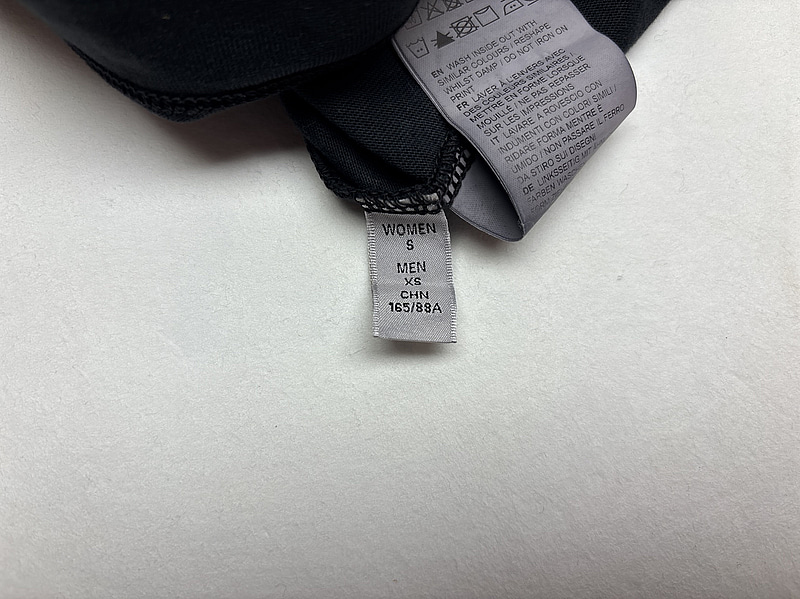 EN WASH INSIDE OUT WITH
SIMILAR COLOURS / RESHAPE
WHILST DAMP / DO NOT IRON ON
PRINT
FR LAVER À L'ENVERS AVEC
DES COULEURS SIMILAIRES
METTRE EN FORME LORSQUE
MOUILLÉ / NE PAS REPASSER
SUR LES IMPRESSIONS
IT LAVARE A ROVESCIO CON
INDUMENTI CON COLORI SIMILI /
RIDARE FORMA MENTRE È
UMIDO / NON PASSARE IL FERRO
DA STIRO SUI DISEGNI
DE LINKSSEITIG MIT
FARBEN
WOMEN
S
MEN
XS
CHN
165/88A